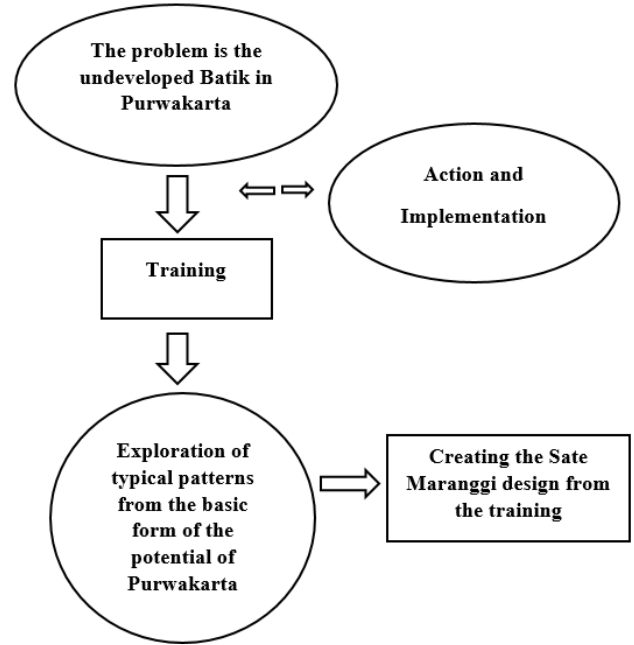 The problem is the
undeveloped Batik in
Purwakarta
Action and
Implementation
Training
Exploration of
typical patterns
from the basic
form of the
potential of
Purwakarta
Creating the Sate
Maranggi design from
the training